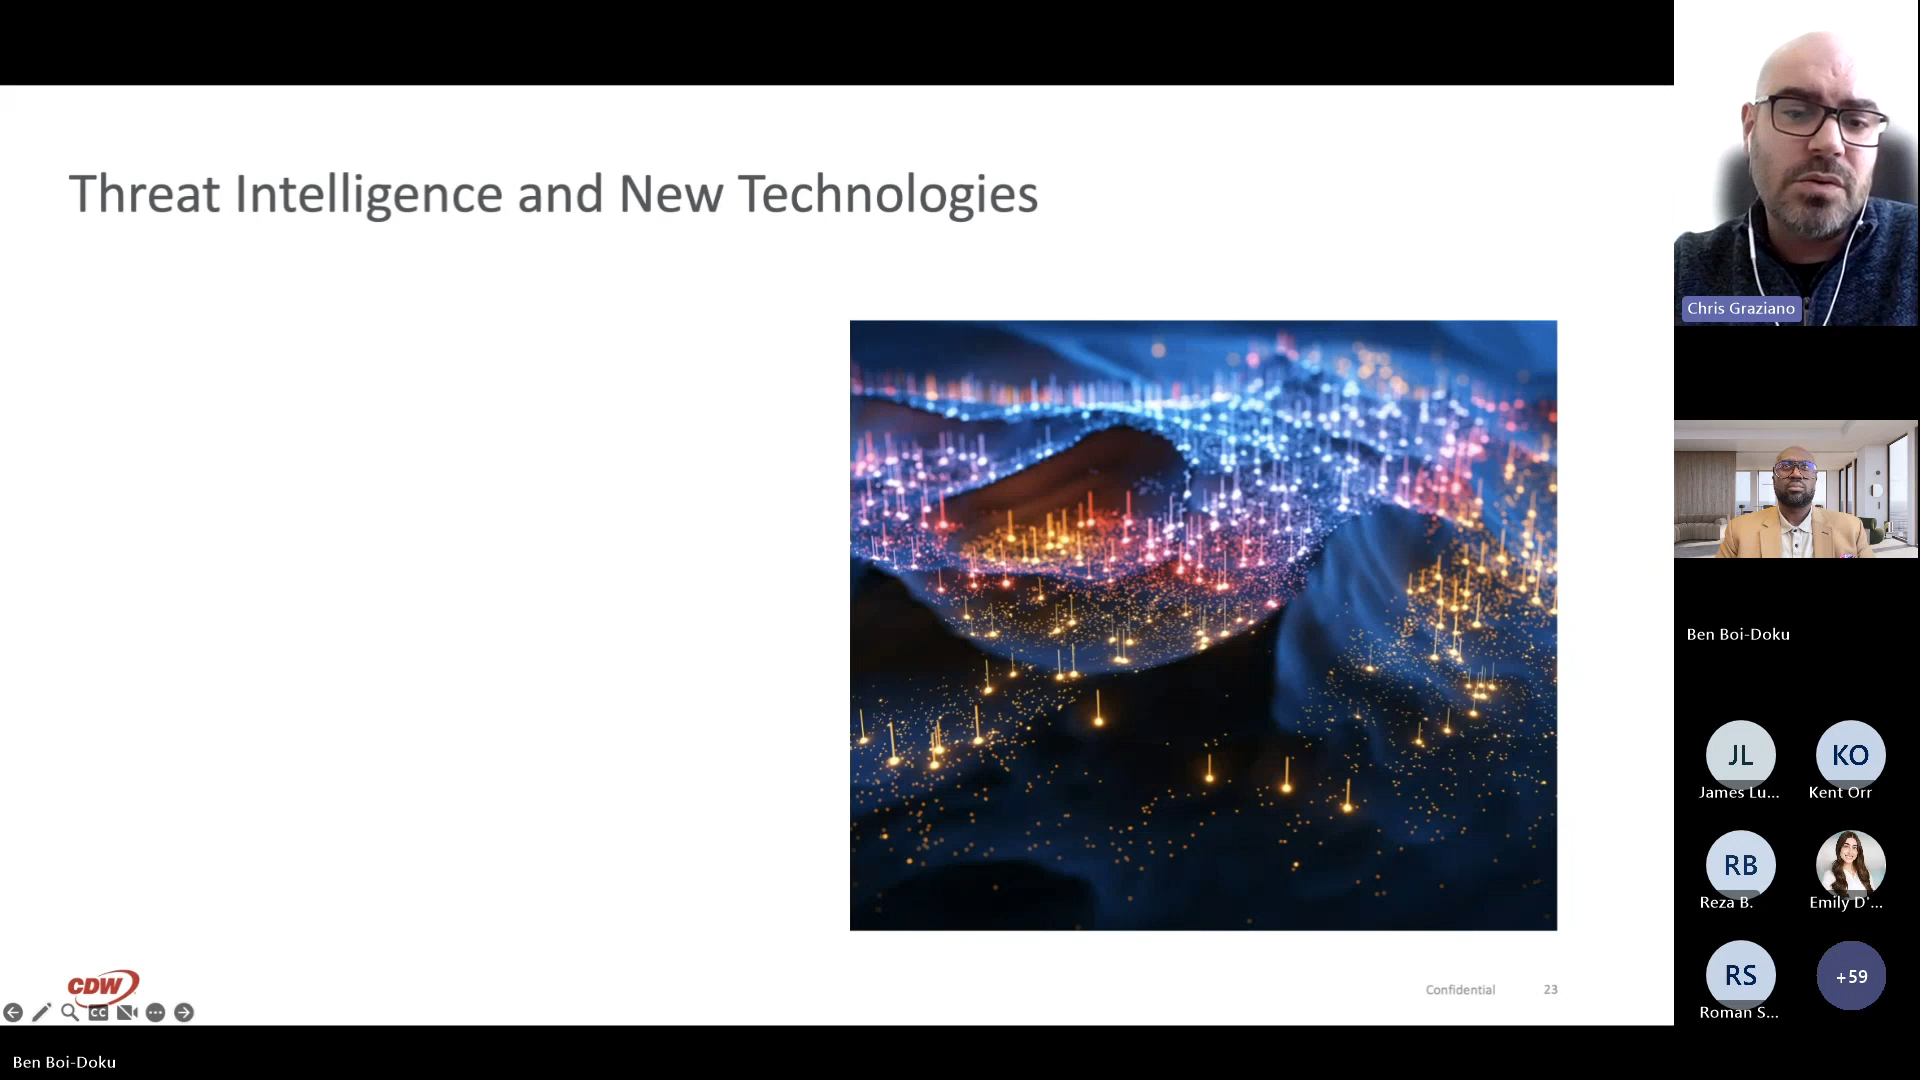 Threat Intelligence and New Technologies
CDW
CC
Confidential
23
Ben Boi-Doku
Chris Graziano
Ben Boi-Doku
JL
KO
James Lu...
Kent Orr
RB
Reza B.
Emily D'...
RS
+59
Roman S...